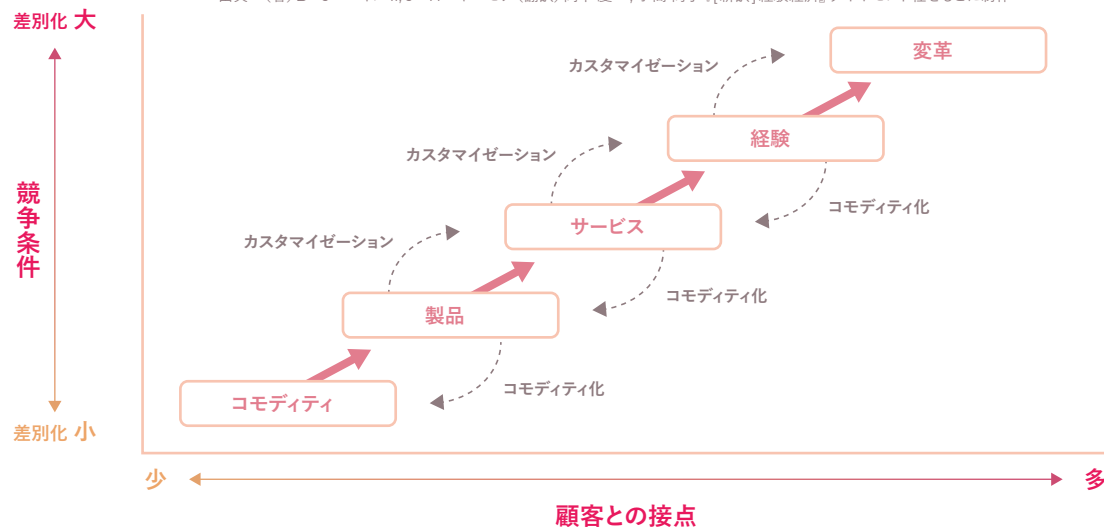 差別化 大
変革
カスタマイゼーション
経験
カスタマイゼーション
コモディティ化
サービス
カスタマイゼーション
コモディティ化
製品
コモディティ化
コモディティ
競争条件
差別化 小
少
多
顧客との接点